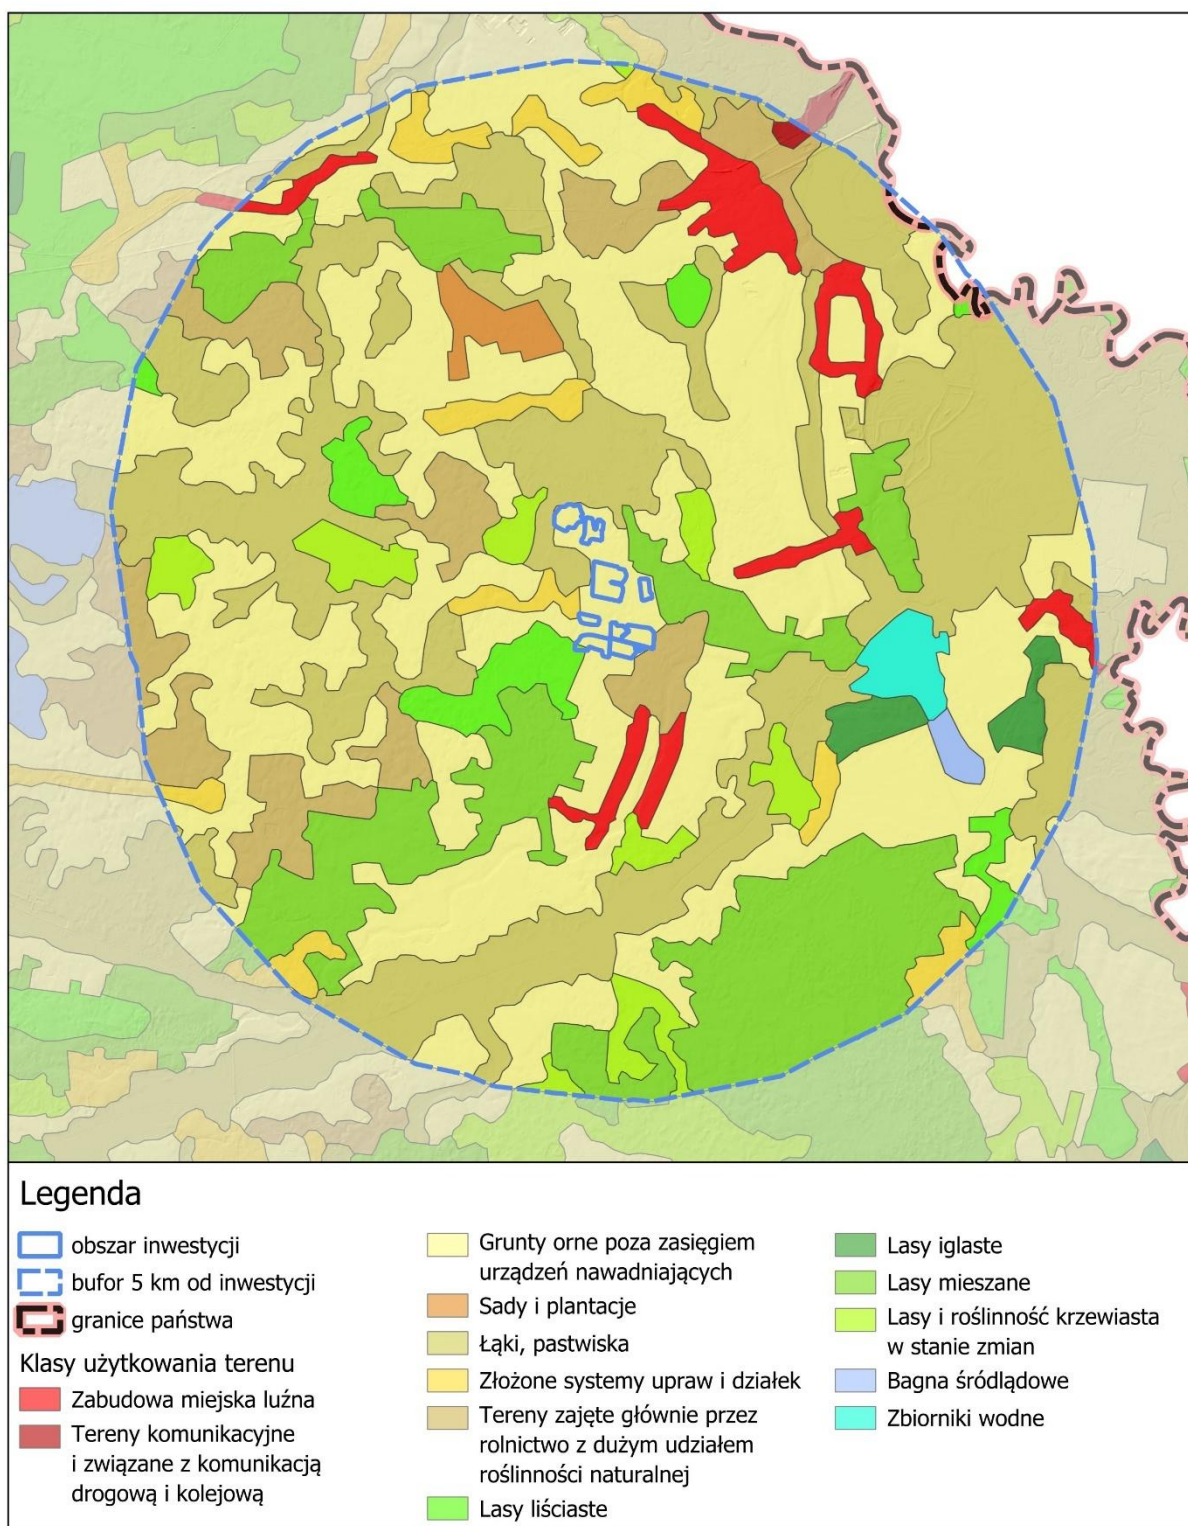 Legenda
obszar inwestycji
bufor 5 km od inwestycji
granice państwa
Klasy użytkowania terenu
Zabudowa miejska luźna
Tereny komunikacyjne
i związane z komunikacją
drogową i kolejową
Grunty orne poza zasięgiem
urządzeń nawadniających
Sady i plantacje
Łąki, pastwiska
Złożone systemy upraw i działek
Tereny zajęte głównie przez
rolnictwo z dużym udziałem
roślinności naturalnej
Lasy liściaste
Lasy iglaste
Lasy mieszane
Lasy i roślinność krzewiasta
w stanie zmian
Bagna śródlądowe
Zbiorniki wodne